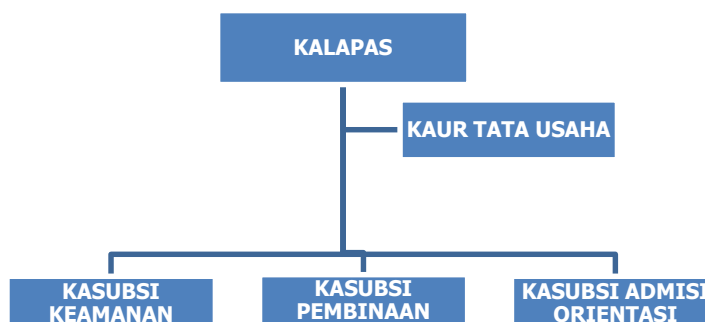 KALAPAS
KAUR TATA USAHA
KASUBSI
KEAMANAN
KASUBSI
PEMBINAAN
KASUBSI ADMISI
ORIENTASI